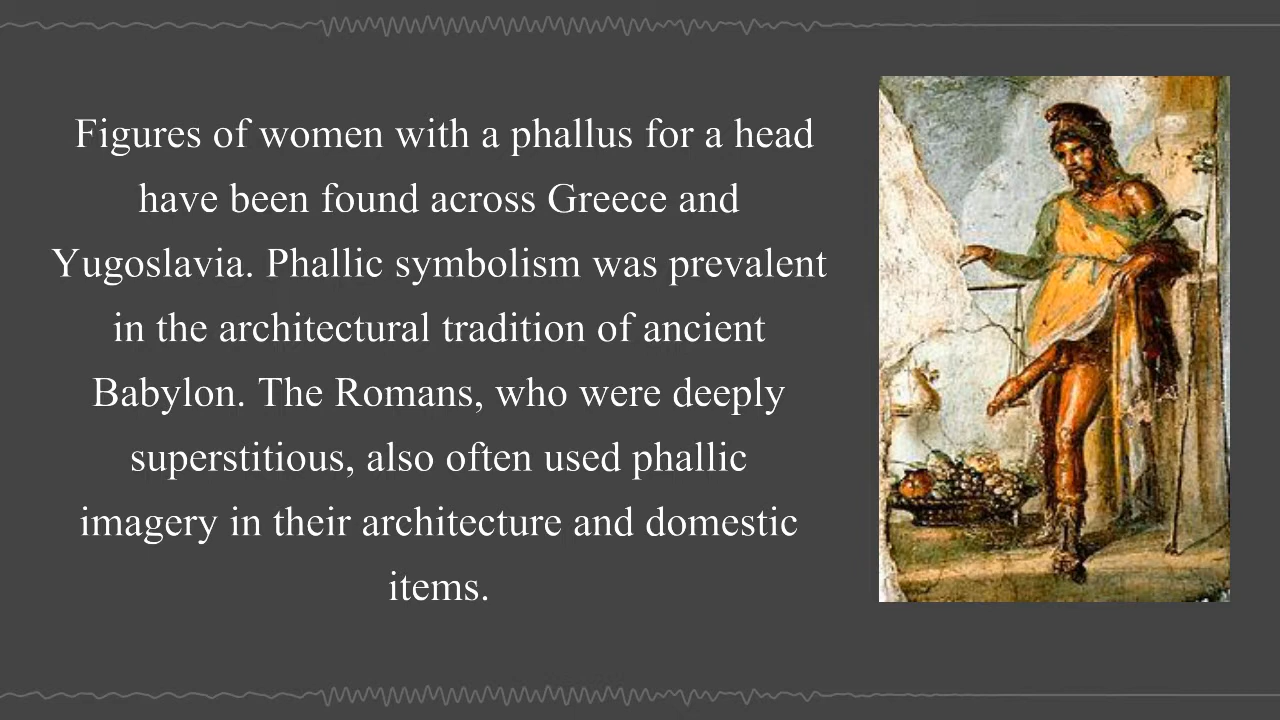 Figures of women with a phallus for a head
have been found across Greece and
Yugoslavia. Phallic symbolism was prevalent
in the architectural tradition of ancient
Babylon. The Romans, who were deeply
superstitious, also often used phallic
imagery in their architecture and domestic
items.